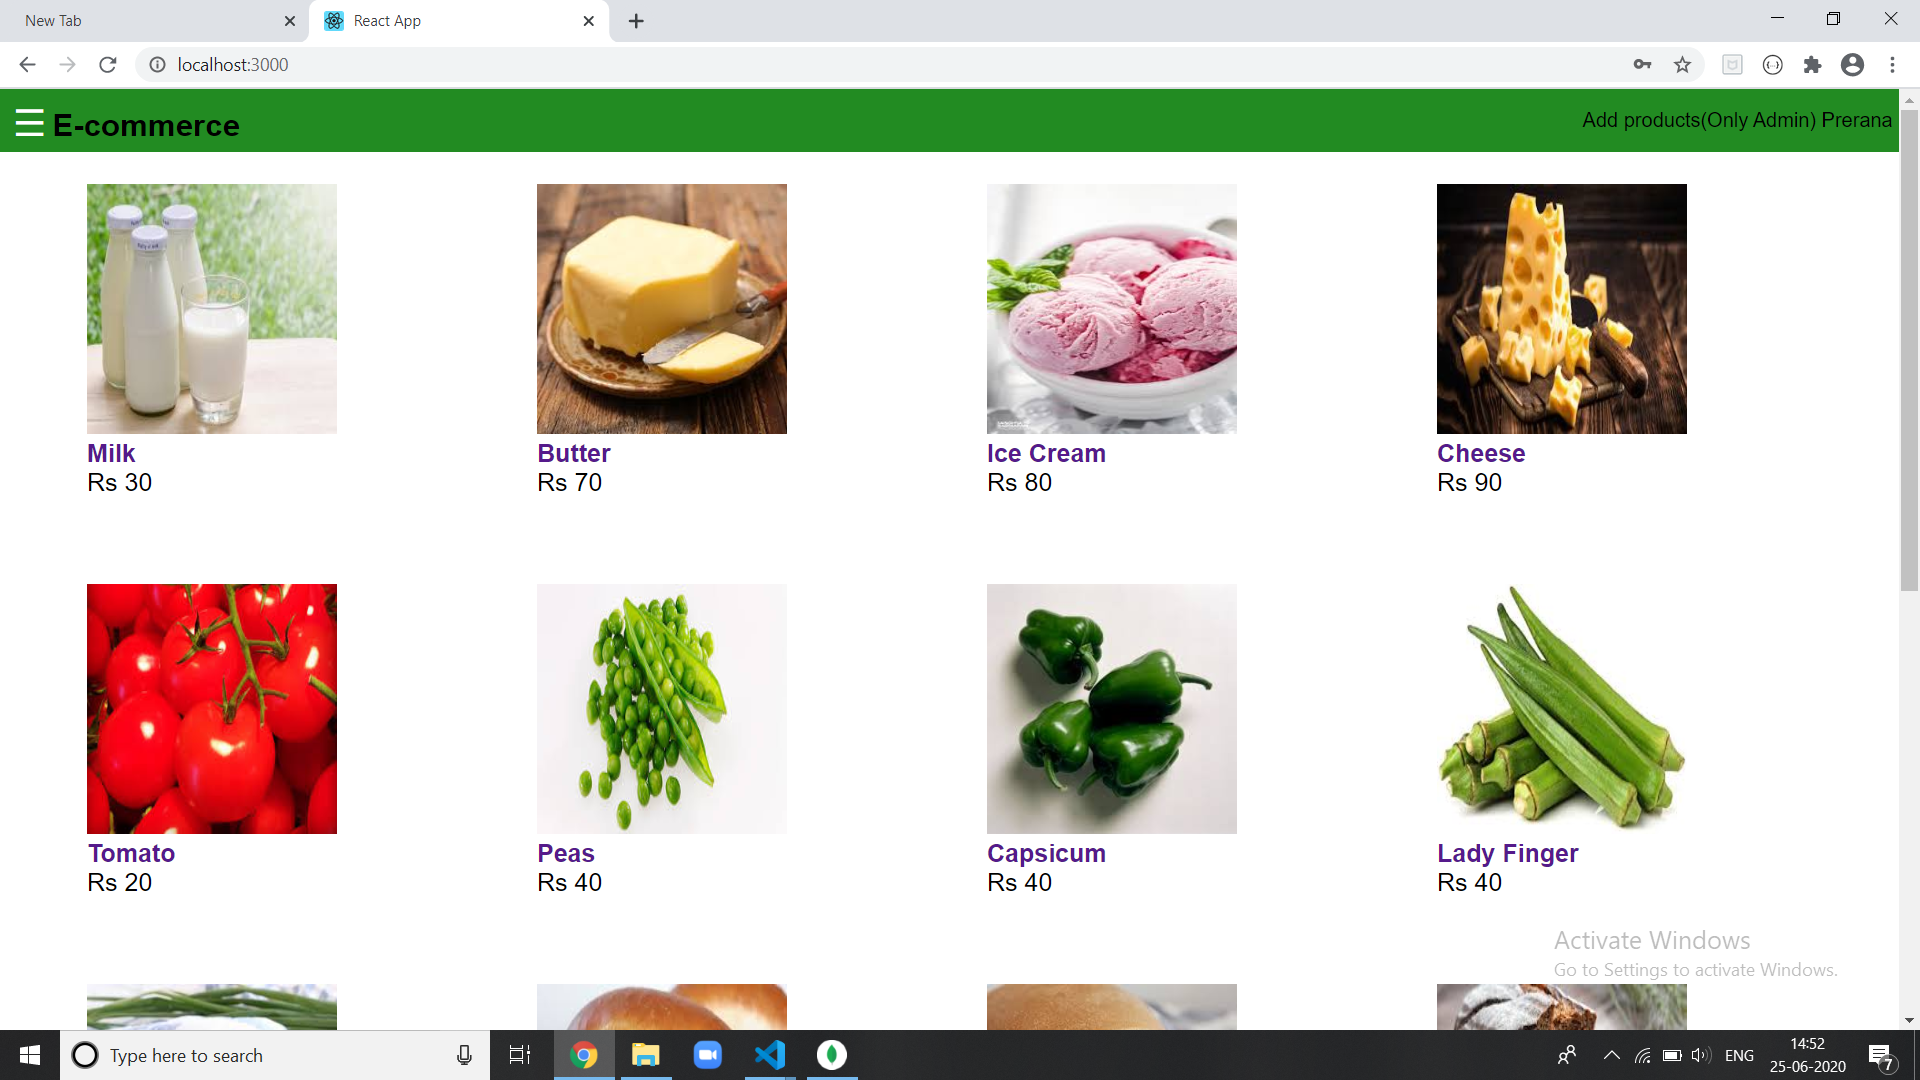 New Tab
React App
localhost:3000
E-commerce
Add products(Only Admin) Prerana
Milk
Rs 30
Butter
Rs 70
Ice Cream
Rs 80
Cheese
Rs 90
Tomato
Rs 20
Peas
Rs 40
Capsicum
Rs 40
Lady Finger
Rs 40
Activate Windows
Go to Settings to activate Windows.
Type here to search
ENG
14:52
25-06-2020
7